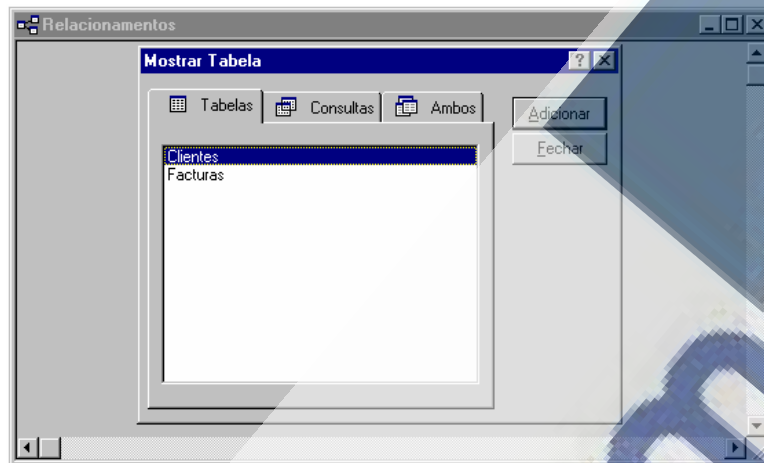 Relacionamentos
Mostrar Tabela
Tabelas Consultas Ambos
Adicionar
Fechar
Clientes
Facturas